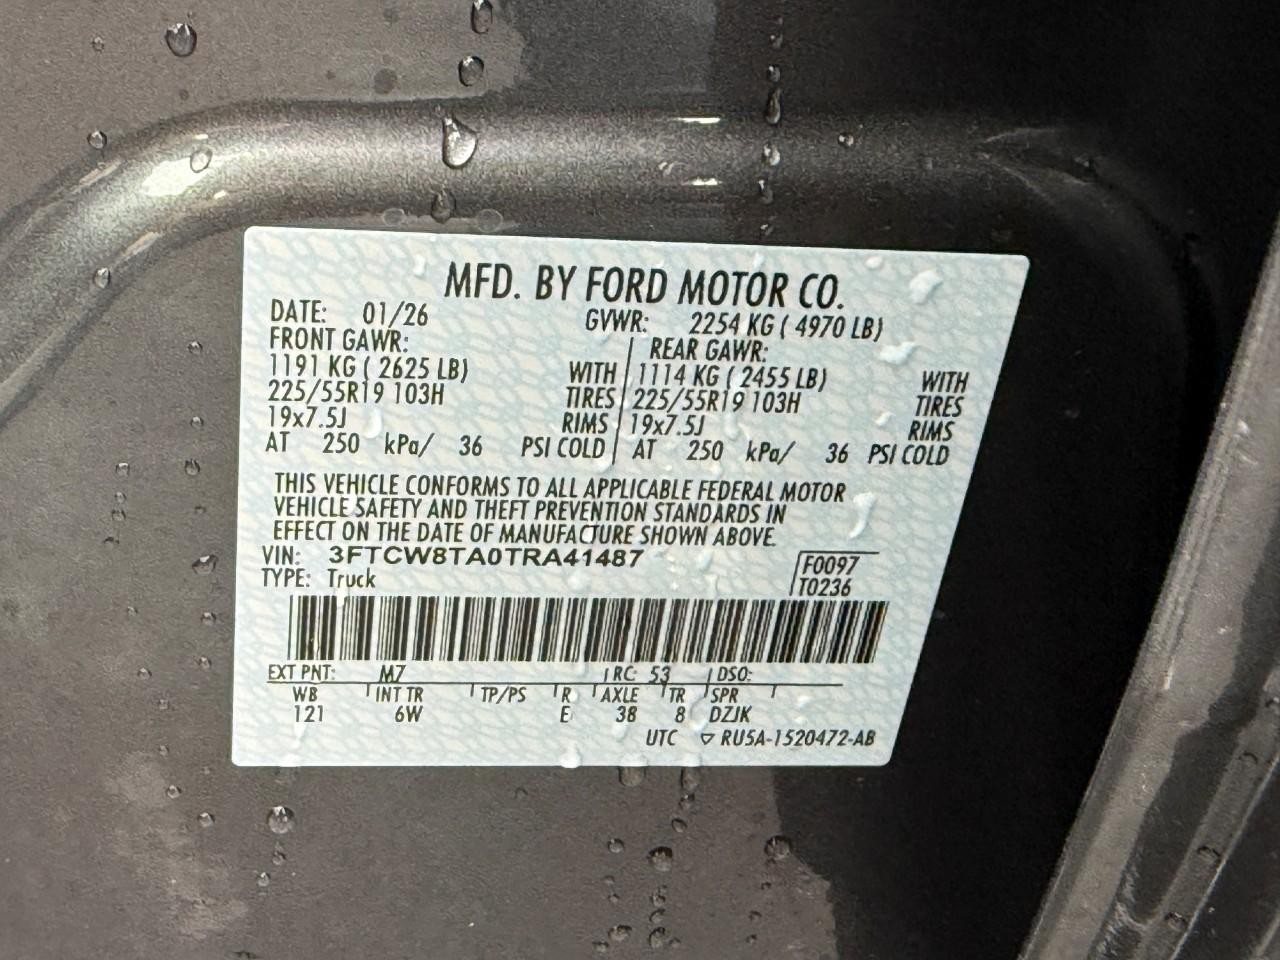 MFD. BY FORD MOTOR CO.
DATE: 01/26 GVWR: 2254 KG ( 4970 LB)
FRONT GAWR: REAR GAWR:
1191 KG ( 2625 LB) WITH 1114 KG ( 2455 LB) WITH
225/55R19 103H TIRES 225/55R19 103H TIRES
19x7.5J RIMS 19x7.5J RIMS
AT 250 kPa/ 36 PSI COLD AT 250 kPa/ 36 PSI COLD
THIS VEHICLE CONFORMS TO ALL APPLICABLE FEDERAL MOTOR
VEHICLE SAFETY AND THEFT PREVENTION STANDARDS IN
EFFECT ON THE DATE OF MANUFACTURE SHOWN ABOVE.
VIN: 3FTCW8TA0TRA41487 F0097
TYPE: Truck T0236
EXT PNT: M7 RC: 53 DSO:
WB INT TR TP/PS R AXLE TR SPR
121 6W E 38 8 DZJK
UTC ▽ RU5A-1520472-AB